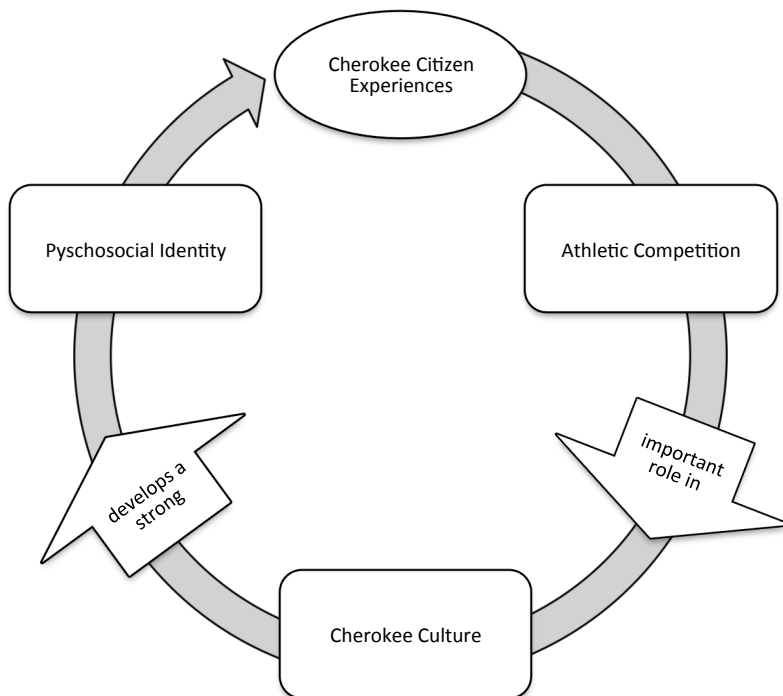 Cherokee Citizen
Experiences
Pyschosocial Identity
Athletic Competition
important
role in
develops a
strong
Cherokee Culture